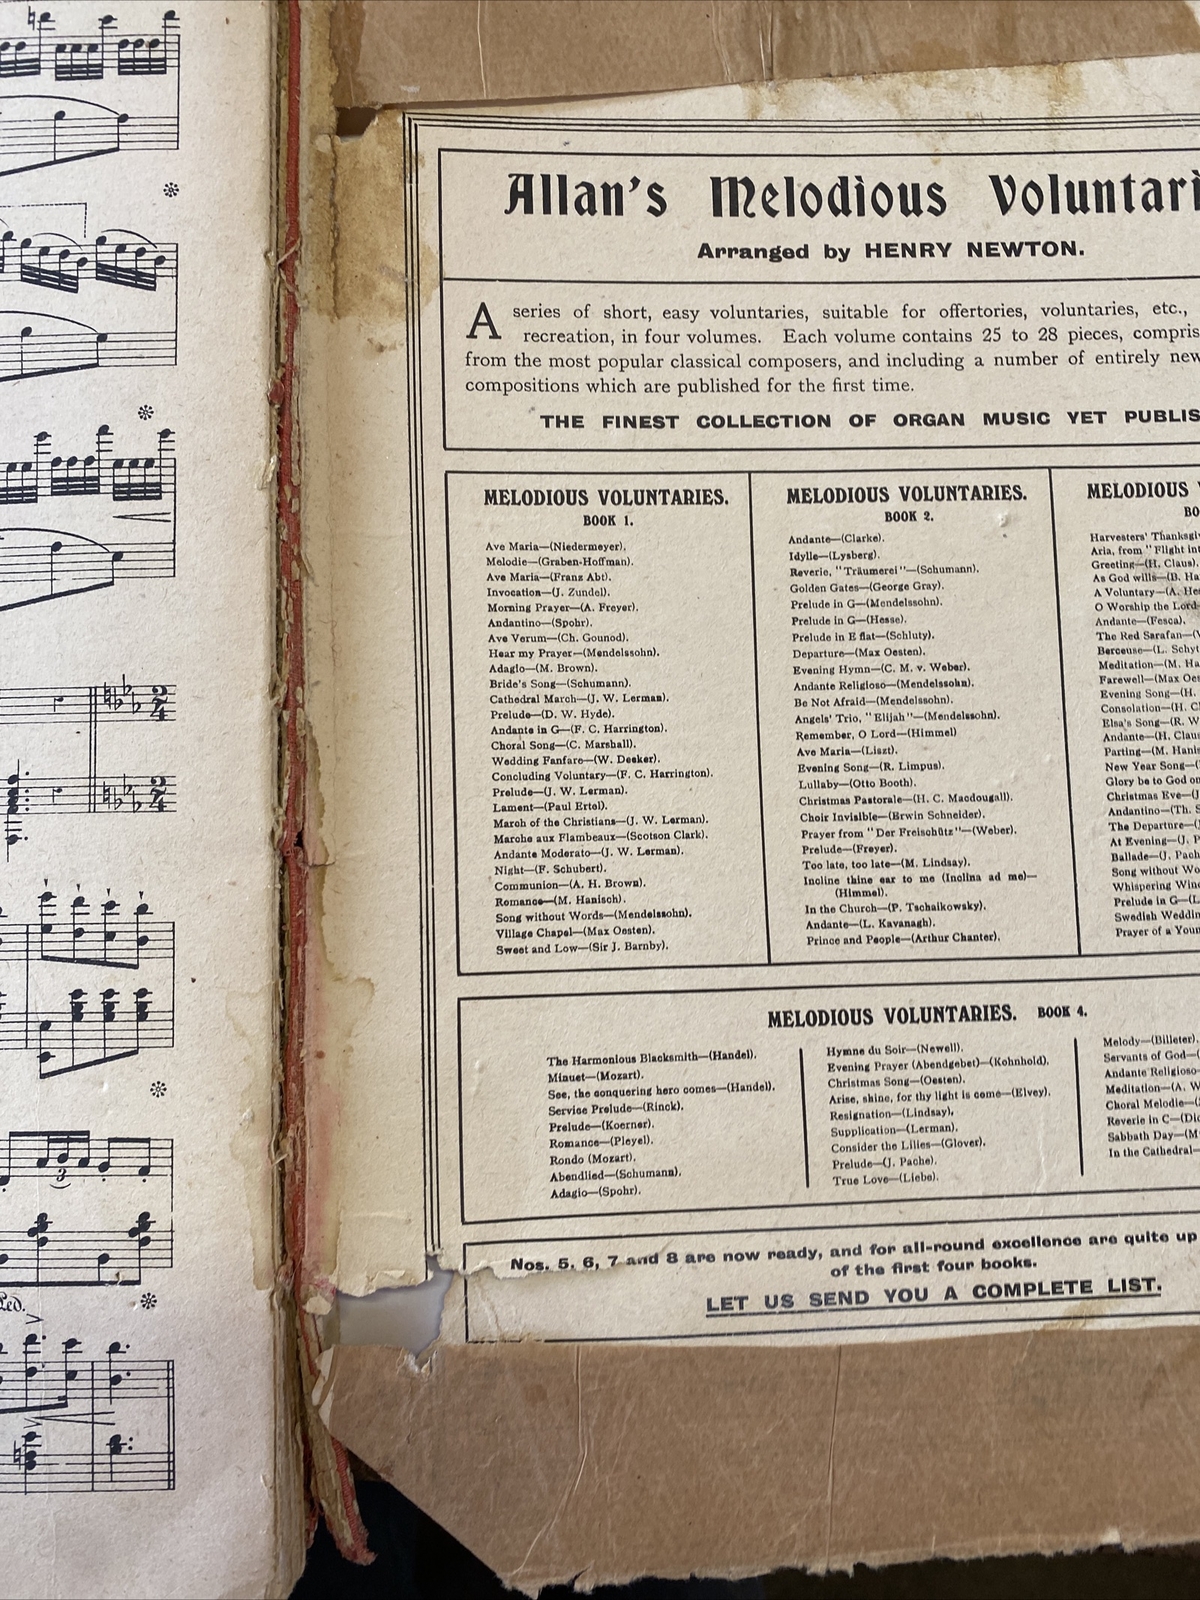 Allan's Melodious
Arranged by HENRY NEWTON.
A series of short, easy voluntaries, suitable for offertories, voluntaries, etc.,
recreation, in four volumes. Each volume contains 25 to 28 pieces,
from the most popular classical composers, and including a number of entirely new
compositions which are published for the first time.
THE FINEST COLLECTION OF ORGAN MUSIC YET
MELODIOUS VOLUNTARIES.
BOOK 1.
Ave Maria—(Niedermeyer).
Melodie—(Graben-Hoffman).
Ave Maria—(Franz Abt).
Invocation—(J. Zundel).
Morning Prayer—(A. Freyer).
Andantino—(Spohr).
Ave Verum—(Ch. Gounod).
Hear my Prayer—(Mendelssohn).
Adagio—(M. Brown).
Bride's Song—(Schumann).
Cathedral March—(J. W. Lerman).
Prelude—(D. W. Hyde).
Andante in G—(F. C. Harrington).
Choral Song—(C. Marshall).
Wedding Fanfare—(W. Deeker).
Concluding Voluntary—(F. C. Harrington).
Prelude—(J. W. Lerman).
Lament—(Paul Ertel).
March of the Christians—(J. W. Lerman).
Marche aux Flambeaux—(Scotson Clark).
Andante Moderato—(J. W. Lerman).
Night—(F. Schubert).
Communion—(A. H. Brown).
Romance—(M. Hanisch).
Song without Words—(Mendelssohn).
Village Chapel—(Max Oesten).
Sweet and Low—(Sir J. Barnby).
MELODIOUS VOLUNTARIES.
BOOK 2.
Andante—(Clarke).
Idylle—(Lysberg).
Reverie, "Träumerei"—(Schumann).
Golden Gates—(George Gray).
Prelude in G—(Mendelssohn).
Prelude in G—(Hesse).
Prelude in E flat—(Schluty).
Departure—(Max Oesten).
Evening Hymn—(C. M. v. Weber).
Andante Religioso—(Mendelssohn).
Be Not Afraid—(Mendelssohn).
Angels' Trio, "Elijah"—(Mendelssohn).
Remember, O Lord—(Himmel)
Ave Maria—(Liszt).
Evening Song—(R. Limpus).
Lullaby—(Otto Booth).
Christmas Pastorale—(H. C. Macdougall).
Choir Invisible—(Erwin Schneider).
Prayer from "Der Freischütz"—(Weber).
Prelude—(Freyer).
Too late, too late—(M. Lindsay).
Incline thine ear to me (Inclina ad me)—
(Himmel).
In the Church—(P. Tschaikowsky).
Andante—(L. Kavanagh).
Prince and People—(Arthur Chanter).
MELODIOUS
Harvesters'
Aria, from "Flight
Greeting—(H. Claus).
As God wills—(B.
A Voluntary—(A.
O Worship the Lord
Andante—(Fesca).
The Red Sarafan—
Berceuse—(L.
Meditation—(M.
Farewell—(Max
Evening Song—(H.
Consolation—(H.
Elsa's Song—(R.
Andante—(H.
Parting—(M.
New Year Song—
Glory be to God
Christmas Eve—
Andantino—(Th.
The Departure—
At Evening—(J.
Ballade—(J.
Song without
Whispering
Prelude in G—
Swedish
Prayer of a
MELODIOUS VOLUNTARIES. BOOK 4.
The Harmonious Blacksmith—(Handel).
Minuet—(Mozart).
See, the conquering hero comes—(Handel).
Service Prelude—(Rinck).
Prelude—(Koerner).
Romance—(Pleyel).
Rondo (Mozart).
Abendlied—(Schumann).
Adagio—(Spohr).
Hymne du Soir—(Newell).
Evening Prayer (Abendgebet)—(Kohnhold).
Christmas Song—(Oesten).
Arise, shine, for thy light is come—(Elvey).
Resignation—(Lindsay).
Supplication—(Lerman).
Consider the Lilies—(Glover).
Prelude—(J. Pache).
True Love—(Liebe).
Melody—(Billeter).
Servants of God—
Andante Religioso—
Meditation—(A.
Choral Melodie—
Reverie in C—
Sabbath Day—
In the Cathedral—
Nos. 5, 6, 7 and 8 are now ready, and for all-round excellence are quite up
of the first four books.
LET US SEND YOU A COMPLETE LIST.